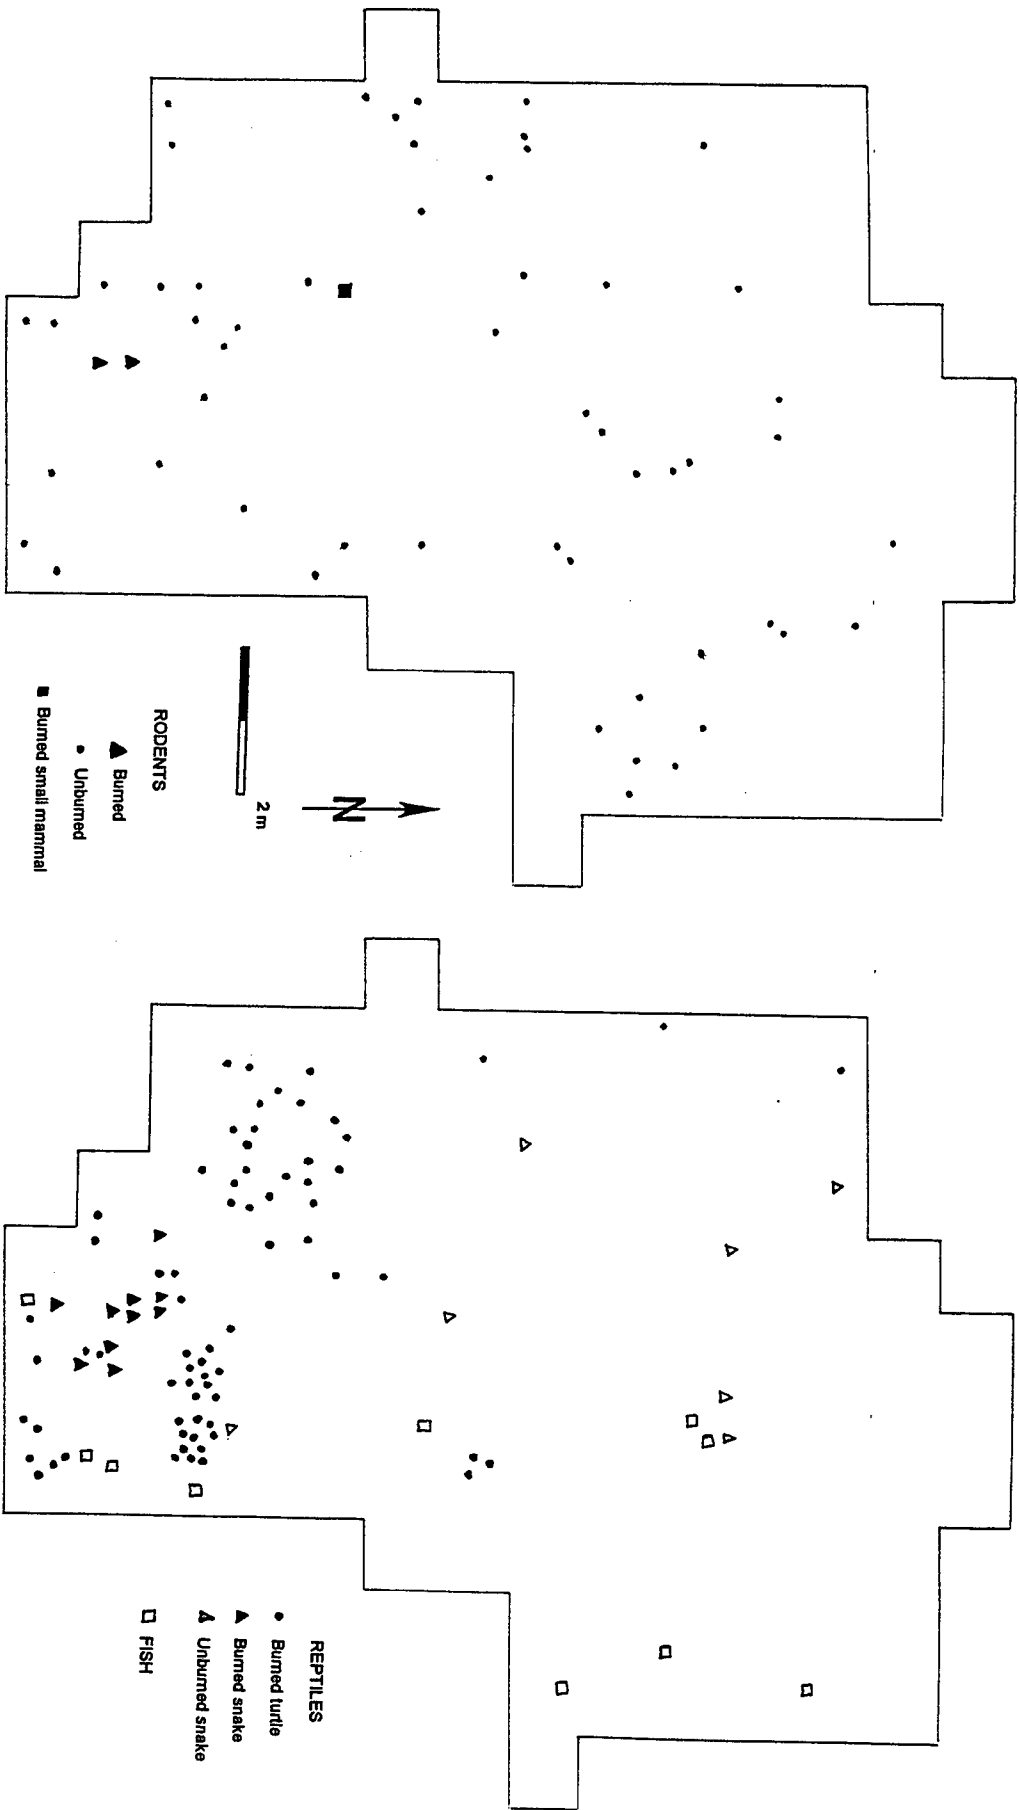 2 m
N
RODENTS
Burned
Unburned
Burned small mammal
REPTILES
Burned turtle
Burned snake
Unburned snake
FISH